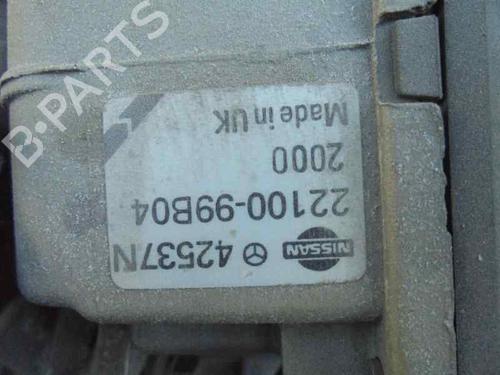 NISSAN 42537N
22100-99B04
2000
Made in UK
B-PARTS